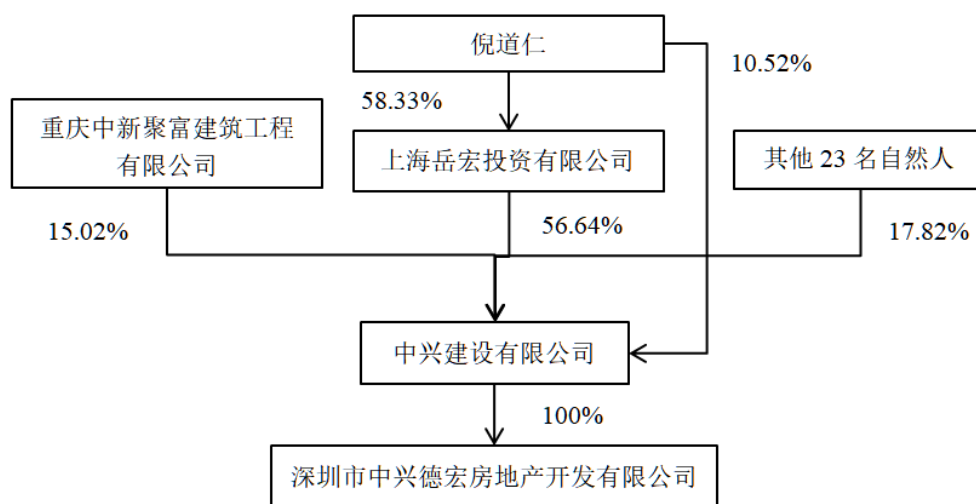 倪道仁
10.52%
58.33%
重庆中新聚富建筑工程
有限公司
上海岳宏投资有限公司
其他 23 名自然人
15.02%
56.64%
17.82%
中兴建设有限公司
100%
深圳市中兴德宏房地产开发有限公司